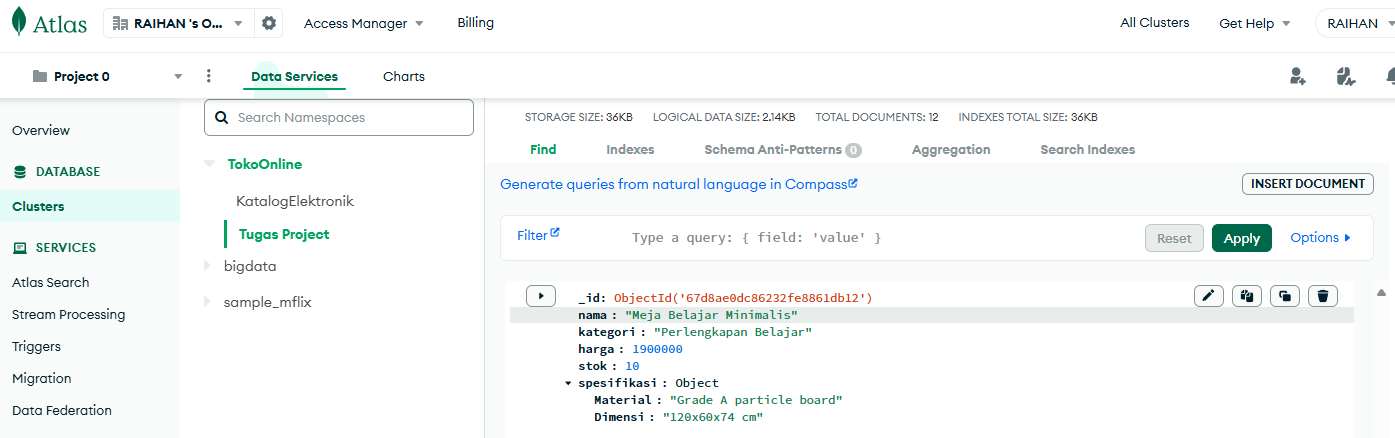 Atlas
RAIHAN 's O...
Access Manager
Billing
All Clusters
Get Help
RAIHAN
Project 0
Data Services
Charts
Overview
DATABASE
Clusters
SERVICES
Atlas Search
Stream Processing
Triggers
Migration
Data Federation
Search Namespaces
TokoOnline
KatalogElektronik
Tugas Project
bigdata
sample_mflix
STORAGE SIZE: 36KB LOGICAL DATA SIZE: 2.14KB TOTAL DOCUMENTS: 12 INDEXES TOTAL SIZE: 36KB
Find Indexes Schema Anti-Patterns 0 Aggregation Search Indexes
Generate queries from natural language in Compass
INSERT DOCUMENT
Filter Type a query: { field: 'value' } Reset Apply Options
_id: ObjectId('67d8ae0dc86232fe8861db12')
nama : "Meja Belajar Minimalis"
kategori : "Perlengkapan Belajar"
harga : 1900000
stok : 10
spesifikasi : Object
Material : "Grade A particle board"
Dimensi : "120x60x74 cm"